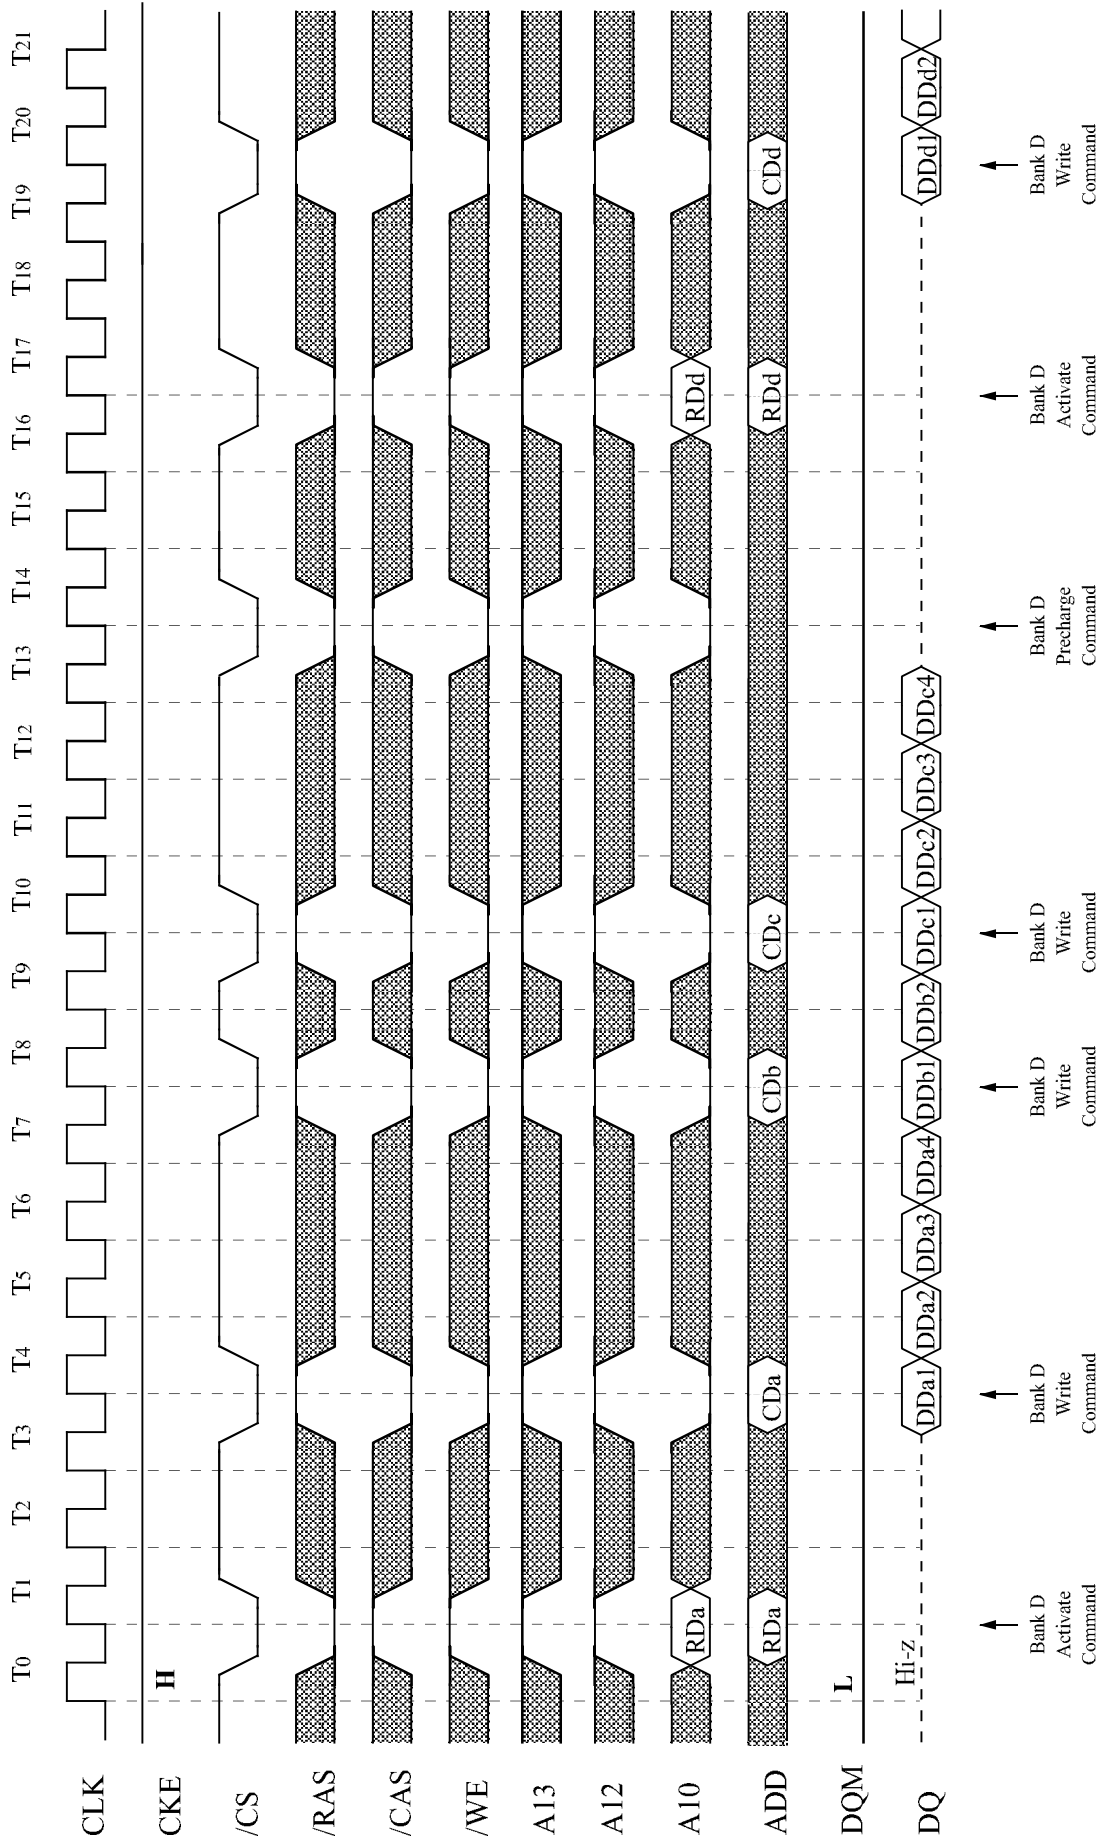 T0 T1 T2 T3 T4 T5 T6 T7 T8 T9 T10 T11 T12 T13 T14 T15 T16 T17 T18 T19 T20 T21
CLK
CKE H
/CS
/RAS
/CAS
/WE
A13
A12
A10 RDa RDd
ADD RDa CDa CDb CDc RDd CDd
DQM L
DQ Hi-z DDa1 DDa2 DDa3 DDa4 DDb1 DDb2 DDc1 DDc2 DDc3 DDc4 DDd1 DDd2
Bank D
Activate
Command
Bank D
Write
Command
Bank D
Write
Command
Bank D
Write
Command
Bank D
Precharge
Command
Bank D
Activate
Command
Bank D
Write
Command